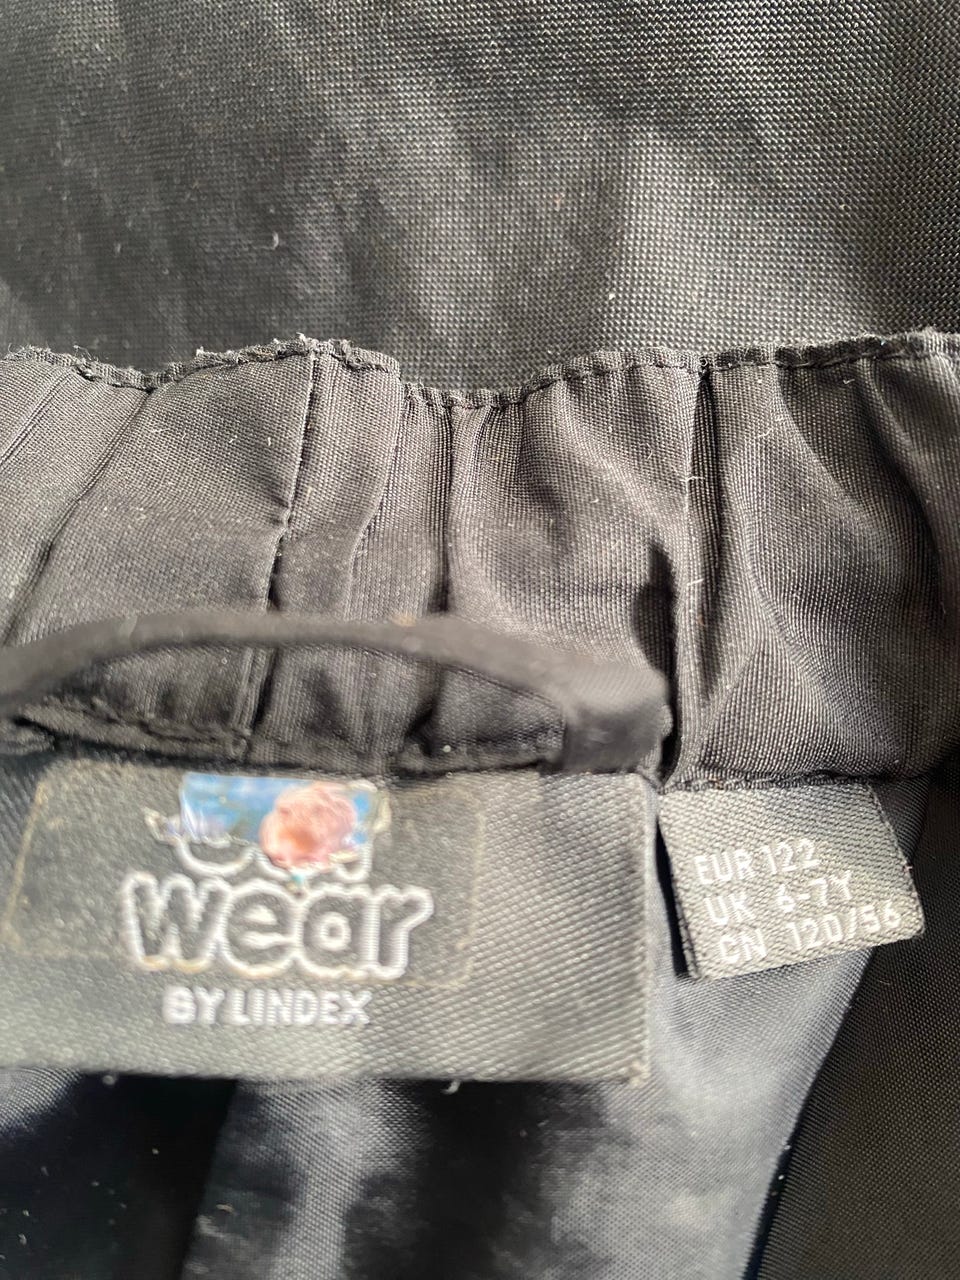 wear
BY LINDEX
EUR 122
UK 6-7Y
CN 120/56